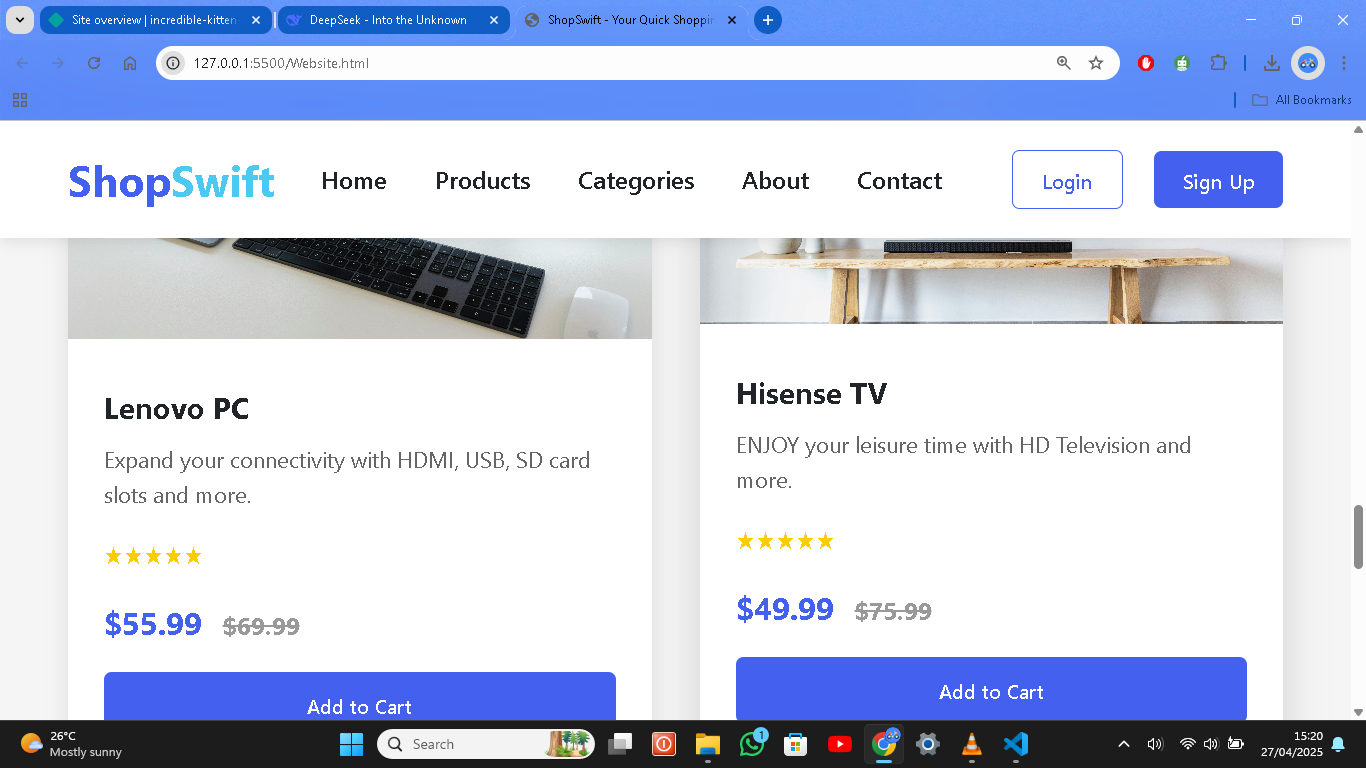 Site overview | incredible-kitten
DeepSeek - Into the Unknown
ShopSwift - Your Quick Shoppin
127.0.0.1:5500/Website.html
All Bookmarks
ShopSwift
Home
Products
Categories
About
Contact
Login
Sign Up
Lenovo PC
Expand your connectivity with HDMI, USB, SD card
slots and more.
★★★★★
$55.99 $69.99
Add to Cart
Hisense TV
ENJOY your leisure time with HD Television and
more.
★★★★★
$49.99 $75.99
Add to Cart
26°C
Mostly sunny
Search
1
15:20
27/04/2025